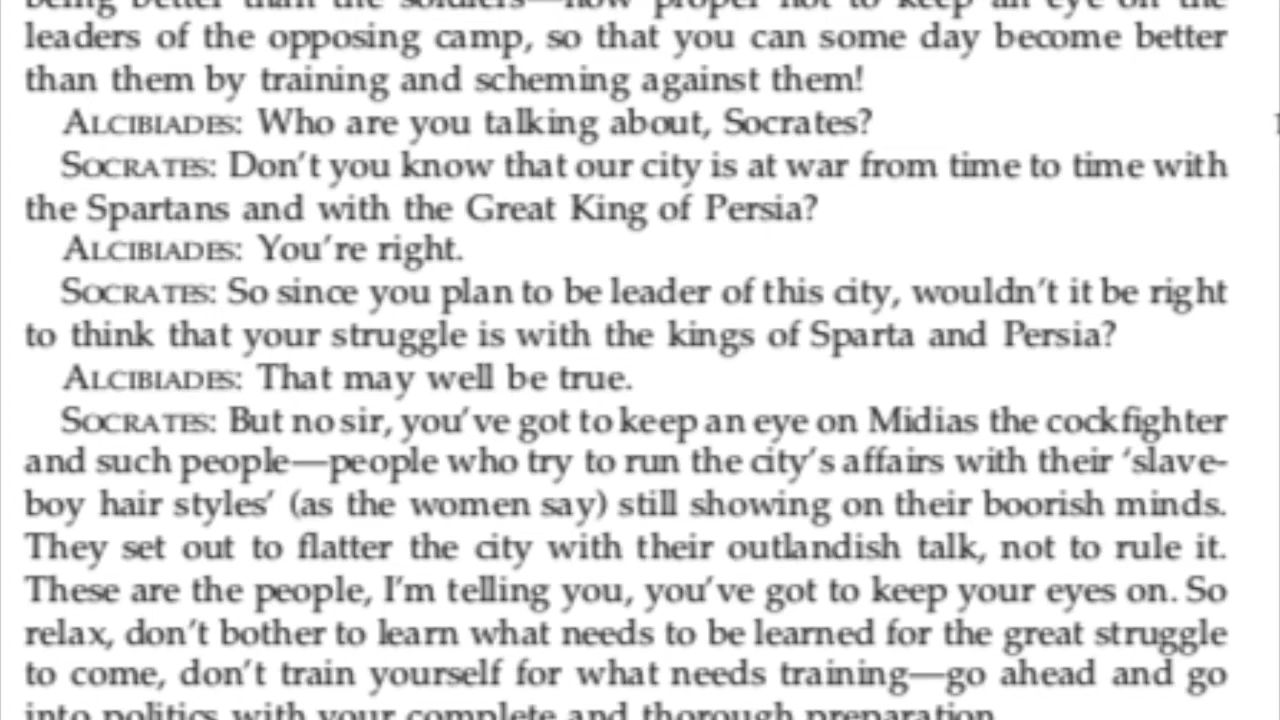 being better than the soldiers—how proper not to keep an eye on the
leaders of the opposing camp, so that you can some day become better
than them by training and scheming against them!
ALCIBIADES: Who are you talking about, Socrates?
SOCRATES: Don't you know that our city is at war from time to time with
the Spartans and with the Great King of Persia?
ALCIBIADES: You're right.
SOCRATES: So since you plan to be leader of this city, wouldn't it be right
to think that your struggle is with the kings of Sparta and Persia?
ALCIBIADES: That may well be true.
SOCRATES: But no sir, you've got to keep an eye on Midias the cockfighter
and such people—people who try to run the city's affairs with their 'slave-
boy hair styles' (as the women say) still showing on their boorish minds.
They set out to flatter the city with their outlandish talk, not to rule it.
These are the people, I'm telling you, you've got to keep your eyes on. So
relax, don't bother to learn what needs to be learned for the great struggle
to come, don't train yourself for what needs training—go ahead and go
into politics with your complete and thorough preparation.